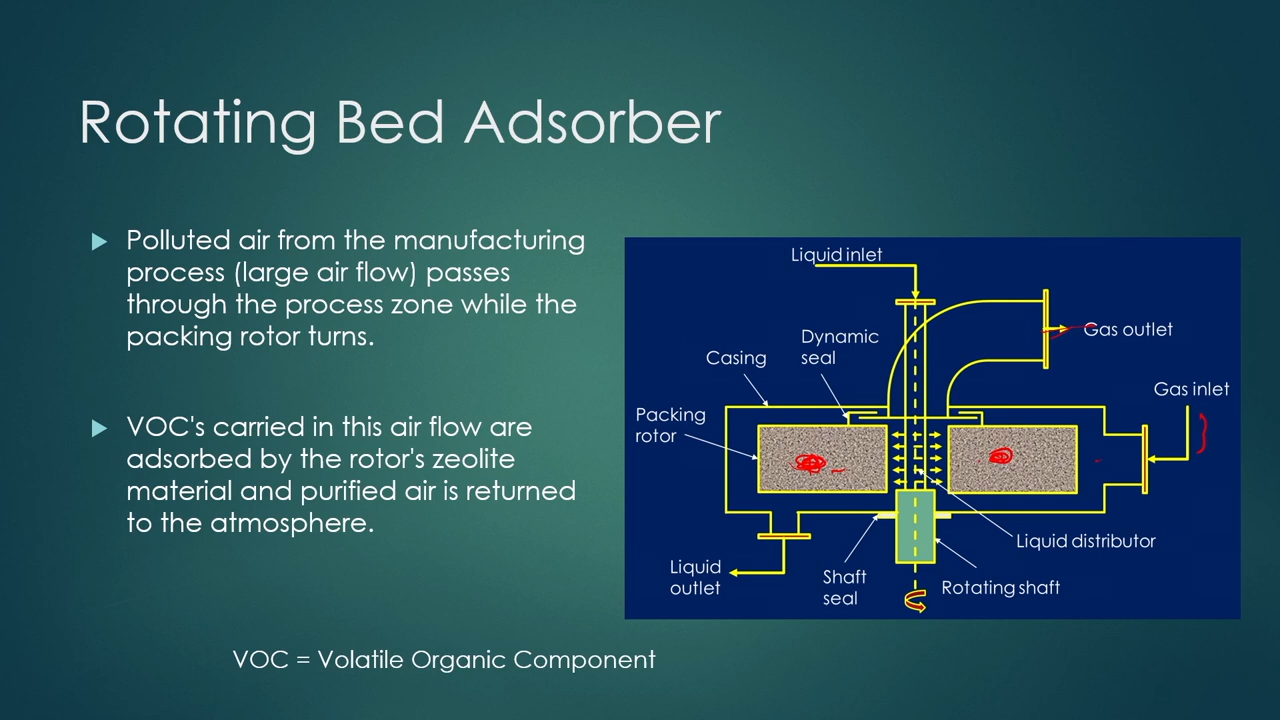 Rotating Bed Adsorber
Polluted air from the manufacturing
process (large air flow) passes
through the process zone while the
packing rotor turns.
VOC's carried in this air flow are
adsorbed by the rotor's zeolite
material and purified air is returned
to the atmosphere.
VOC = Volatile Organic Component
Liquid inlet
Dynamic
seal
Gas outlet
Casing
Gas inlet
Packing
rotor
Liquid distributor
Liquid
outlet
Shaft
seal
Rotating shaft